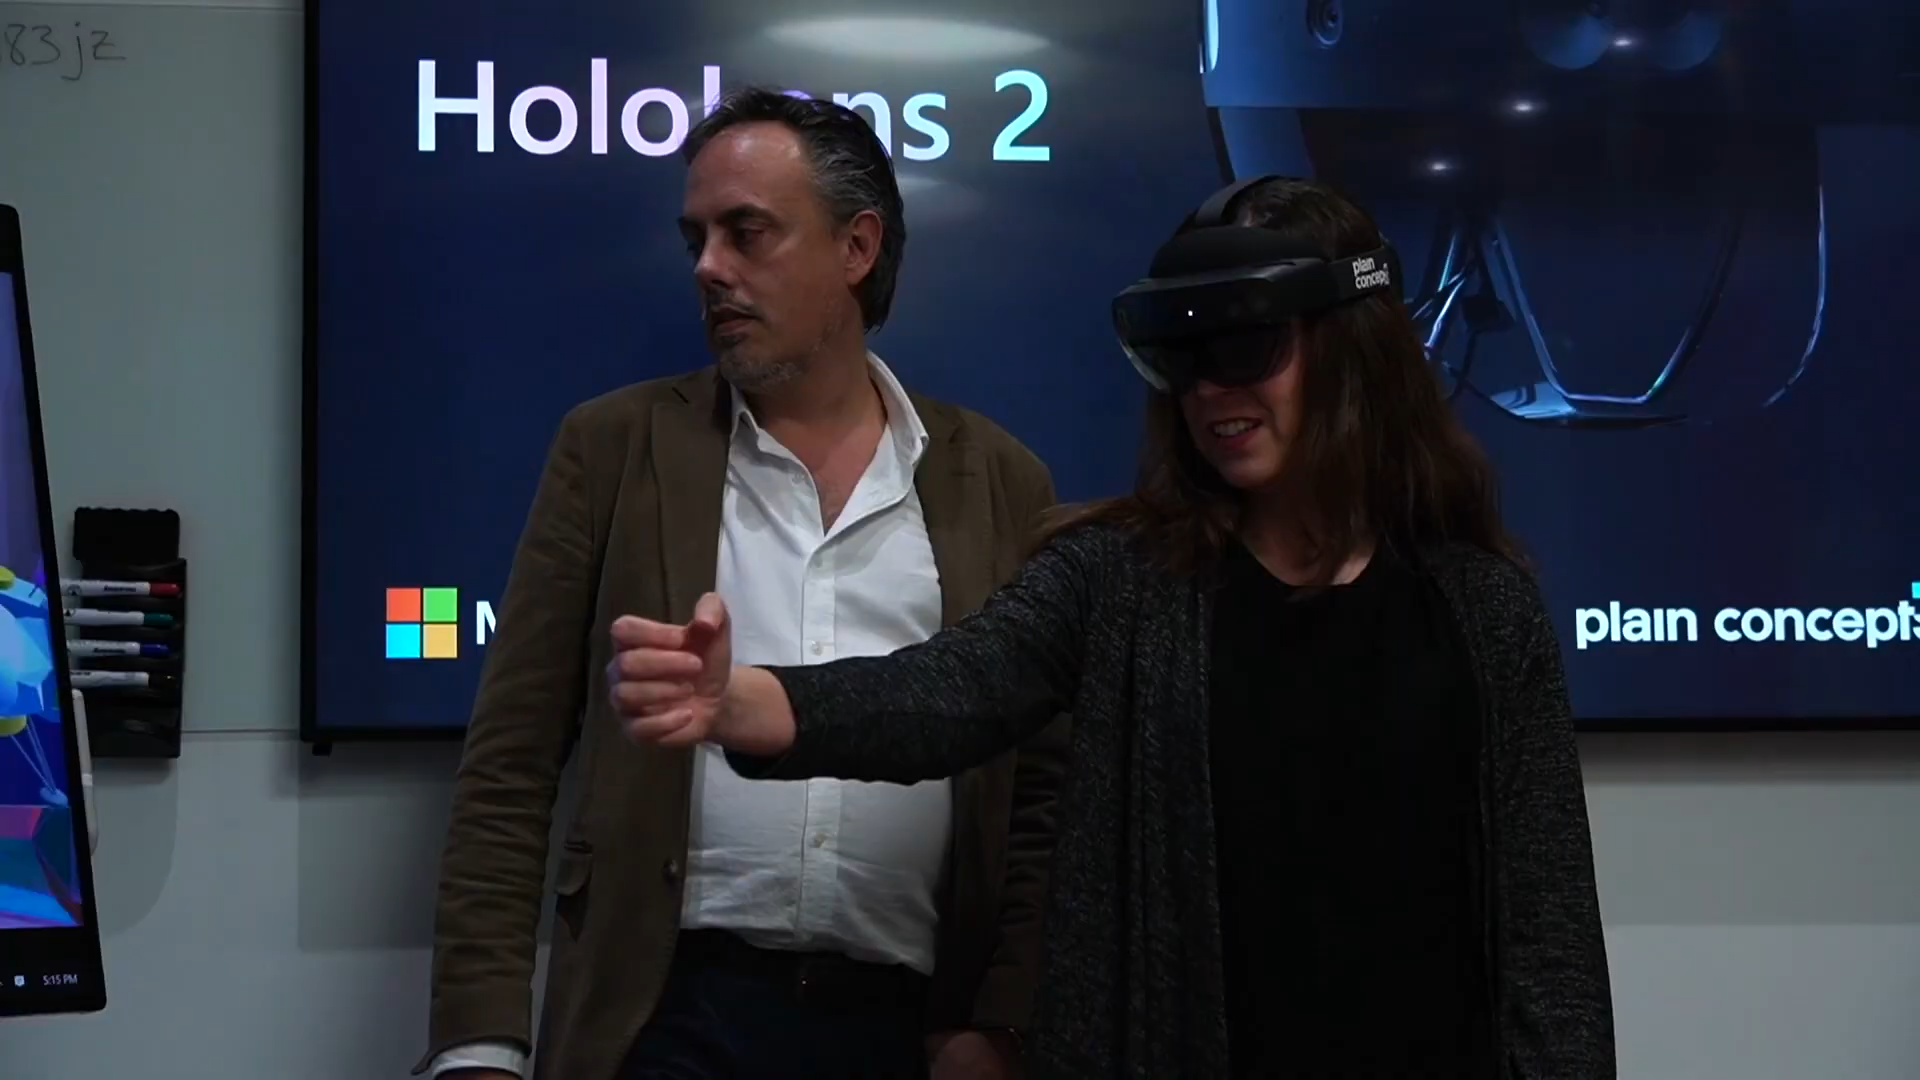 83jz
HoloLens 2
plain
concepts
M
plain concepts
5:15 PM